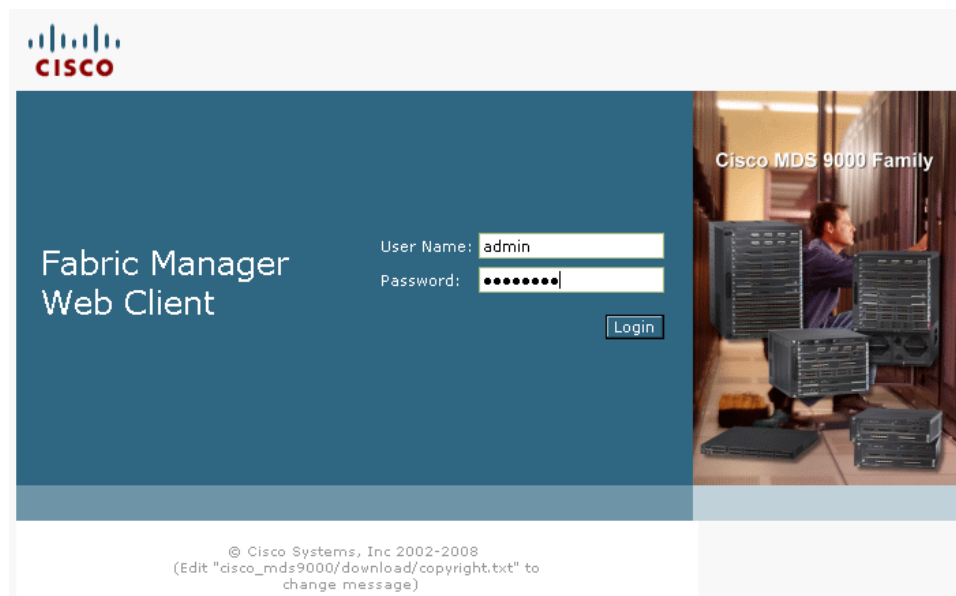 CISCO
Cisco MDS 9000 Family
Fabric Manager
Web Client
User Name: admin
Password: ••••••••
Login
© Cisco Systems, Inc 2002-2008
(Edit "cisco_mds9000/download/copyright.txt" to
change message)